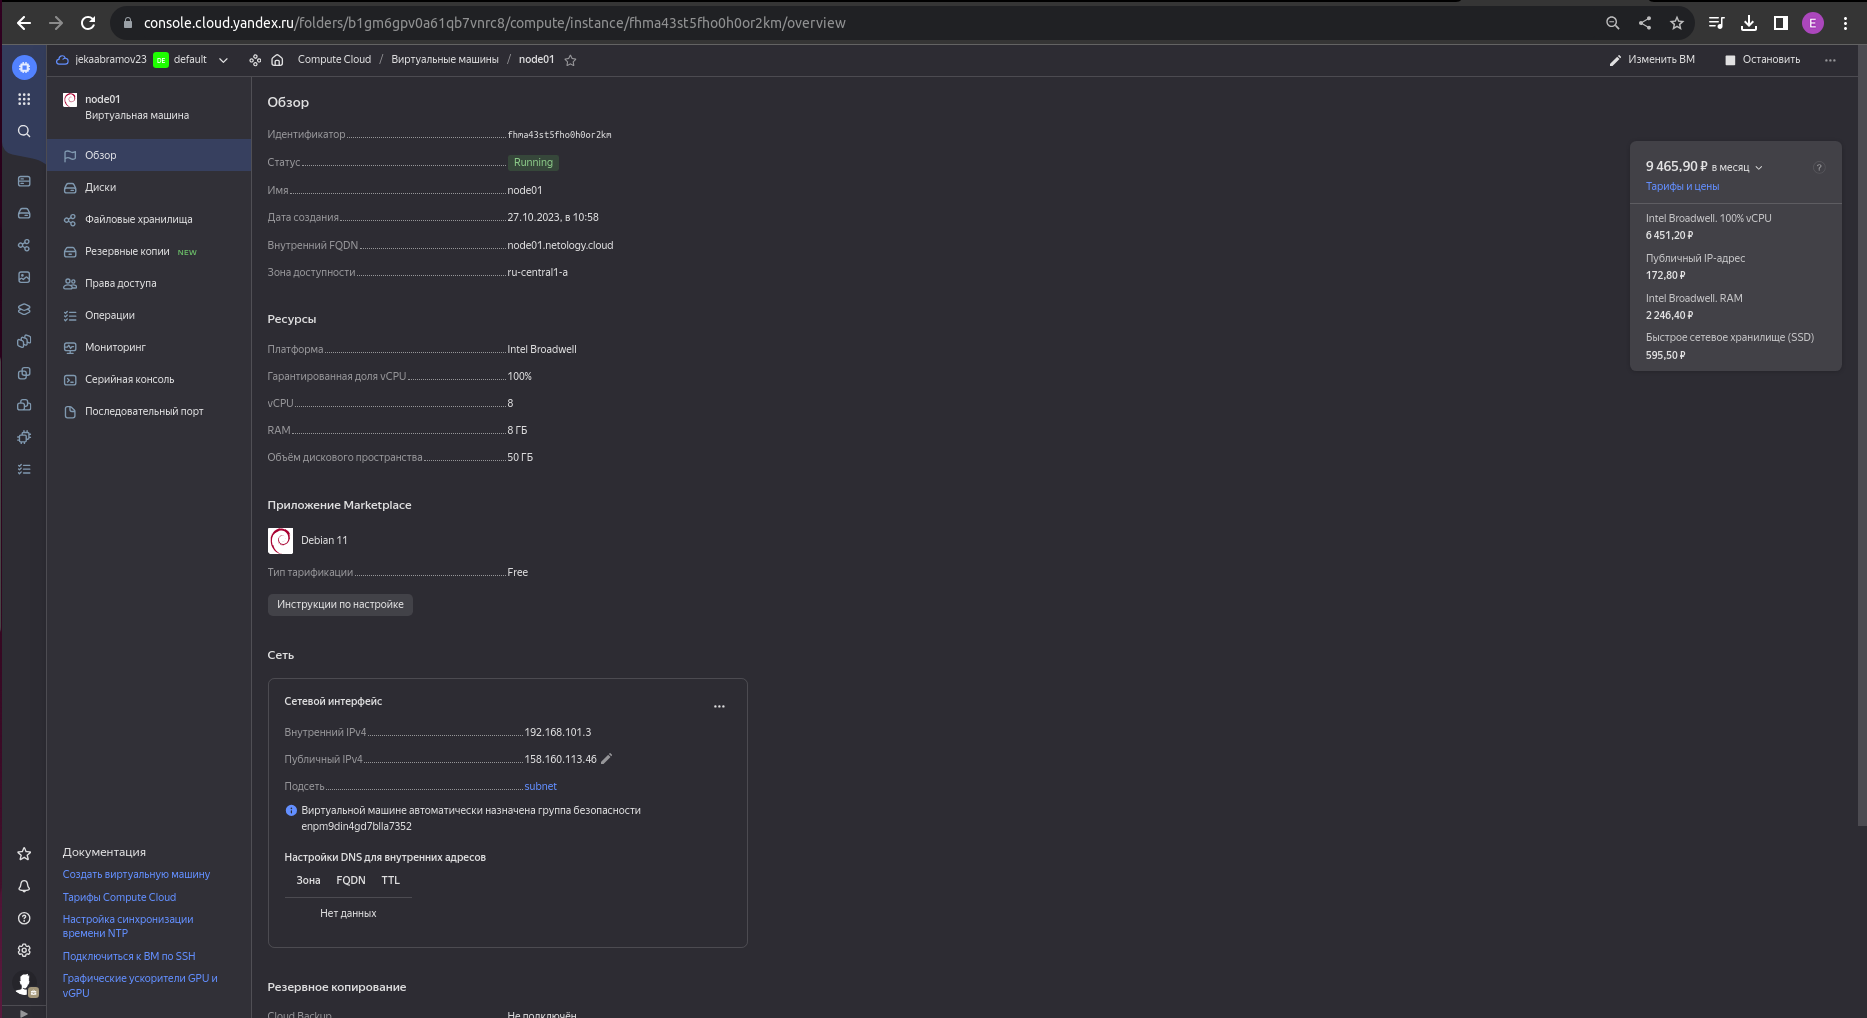 console.cloud.yandex.ru/folders/b1gm6gpv0a61qb7vnrc8/compute/instance/fhma43st5fho0h0or2km/overview
E
jekaabramov23 DE default Compute Cloud / Виртуальные машины / node01
Изменить ВМ Остановить
node01
Виртуальная машина
Обзор
Диски
Файловые хранилища
Резервные копии NEW
Права доступа
Операции
Мониторинг
Серийная консоль
Последовательный порт
Документация
Создать виртуальную машину
Тарифы Compute Cloud
Настройка синхронизации
времени NTP
Подключиться к ВМ по SSH
Графические ускорители GPU и
vGPU
Обзор
Идентификатор fhma43st5fho0h0or2km
Статус Running
Имя node01
Дата создания 27.10.2023, в 10:58
Внутренний FQDN node01.netology.cloud
Зона доступности ru-central1-a
Ресурсы
Платформа Intel Broadwell
Гарантированная доля vCPU 100%
vCPU 8
RAM 8 ГБ
Объём дискового пространства 50 ГБ
Приложение Marketplace
Debian 11
Тип тарификации Free
Инструкции по настройке
Сеть
Сетевой интерфейс
Внутренний IPv4 192.168.101.3
Публичный IPv4 158.160.113.46
Подсеть subnet
Виртуальной машине автоматически назначена группа безопасности
enpm9din4gd7blla7352
Настройки DNS для внутренних адресов
Зона FQDN TTL
Нет данных
Резервное копирование
Cloud Backup Не подключён
9 465,90 ₽ в месяц
Тарифы и цены
Intel Broadwell. 100% vCPU
6 451,20 ₽
Публичный IP-адрес
172,80 ₽
Intel Broadwell. RAM
2 246,40 ₽
Быстрое сетевое хранилище (SSD)
595,50 ₽